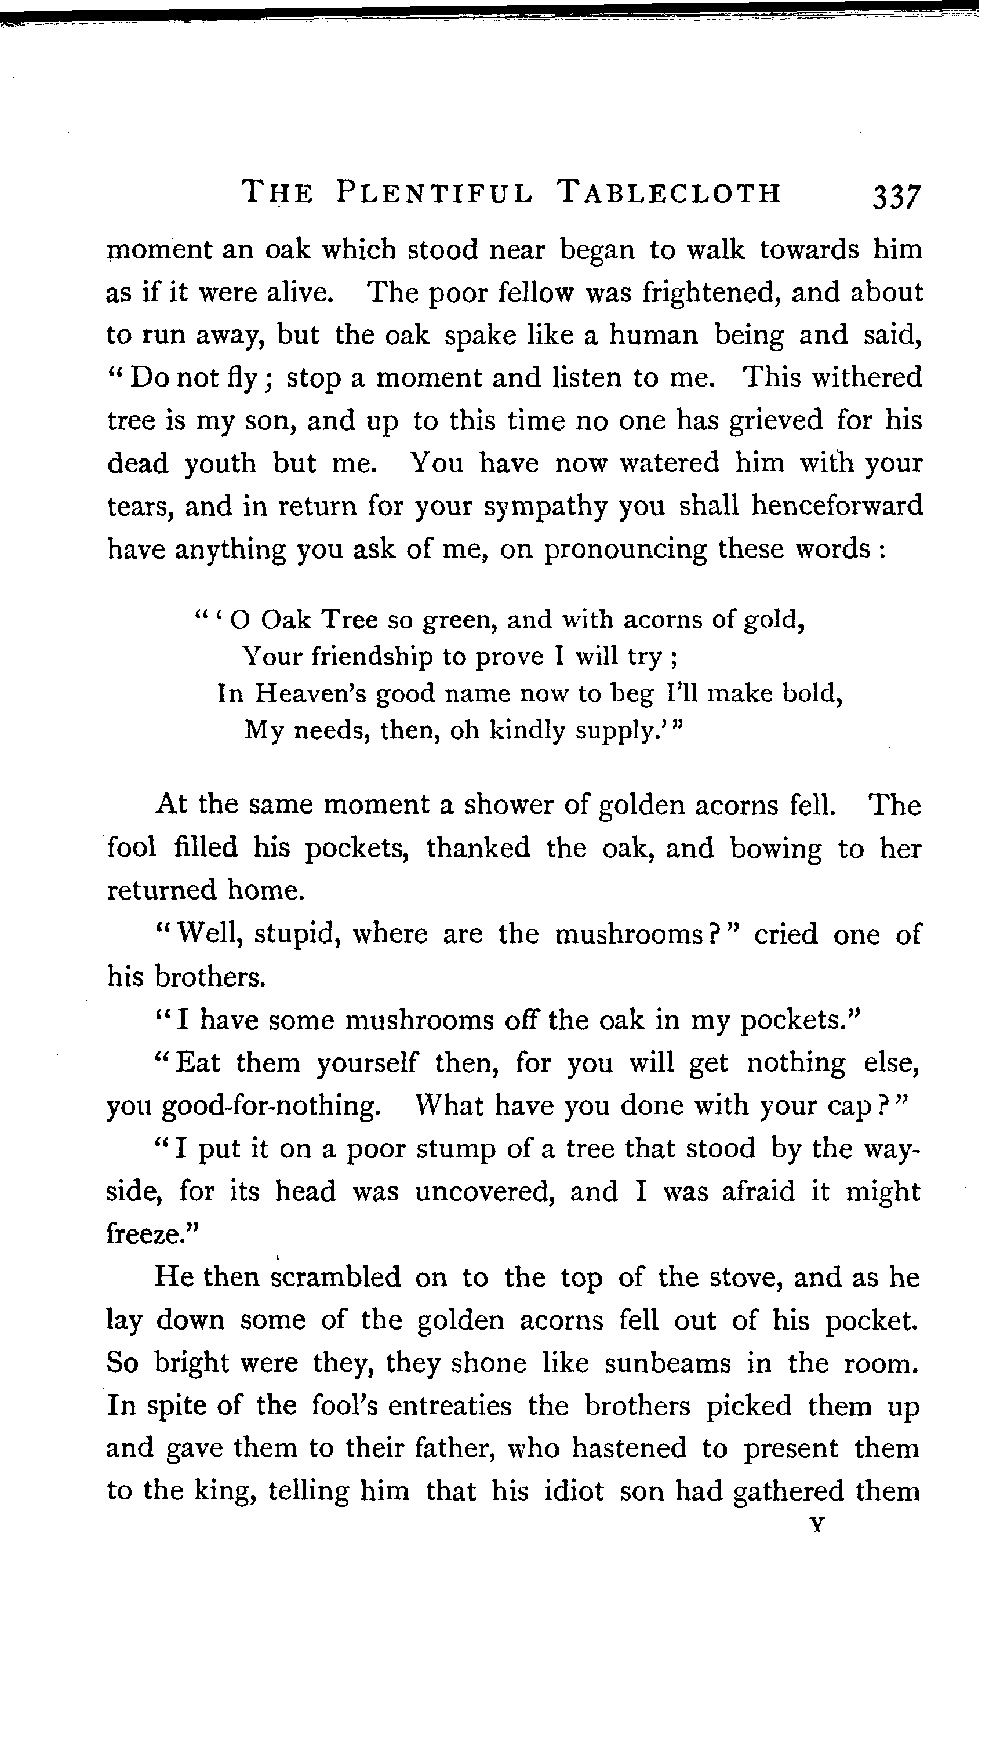 THE PLENTIFUL TABLECLOTH 337
moment an oak which stood near began to walk towards him
as if it were alive. The poor fellow was frightened, and about
to run away, but the oak spake like a human being and said,
“ Do not fly ; stop a moment and listen to me. This withered
tree is my son, and up to this time no one has grieved for his
dead youth but me. You have now watered him with your
tears, and in return for your sympathy you shall henceforward
have anything you ask of me, on pronouncing these words :
“ ‘ O Oak Tree so green, and with acorns of gold,
Your friendship to prove I will try ;
In Heaven’s good name now to beg I’ll make bold,
My needs, then, oh kindly supply.’ ”
At the same moment a shower of golden acorns fell. The
fool filled his pockets, thanked the oak, and bowing to her
returned home.
“ Well, stupid, where are the mushrooms ? ” cried one of
his brothers.
“ I have some mushrooms off the oak in my pockets.”
“ Eat them yourself then, for you will get nothing else,
you good-for-nothing. What have you done with your cap ? ”
“ I put it on a poor stump of a tree that stood by the way-
side, for its head was uncovered, and I was afraid it might
freeze.”
He then scrambled on to the top of the stove, and as he
lay down some of the golden acorns fell out of his pocket.
So bright were they, they shone like sunbeams in the room.
In spite of the fool’s entreaties the brothers picked them up
and gave them to their father, who hastened to present them
to the king, telling him that his idiot son had gathered them
Y